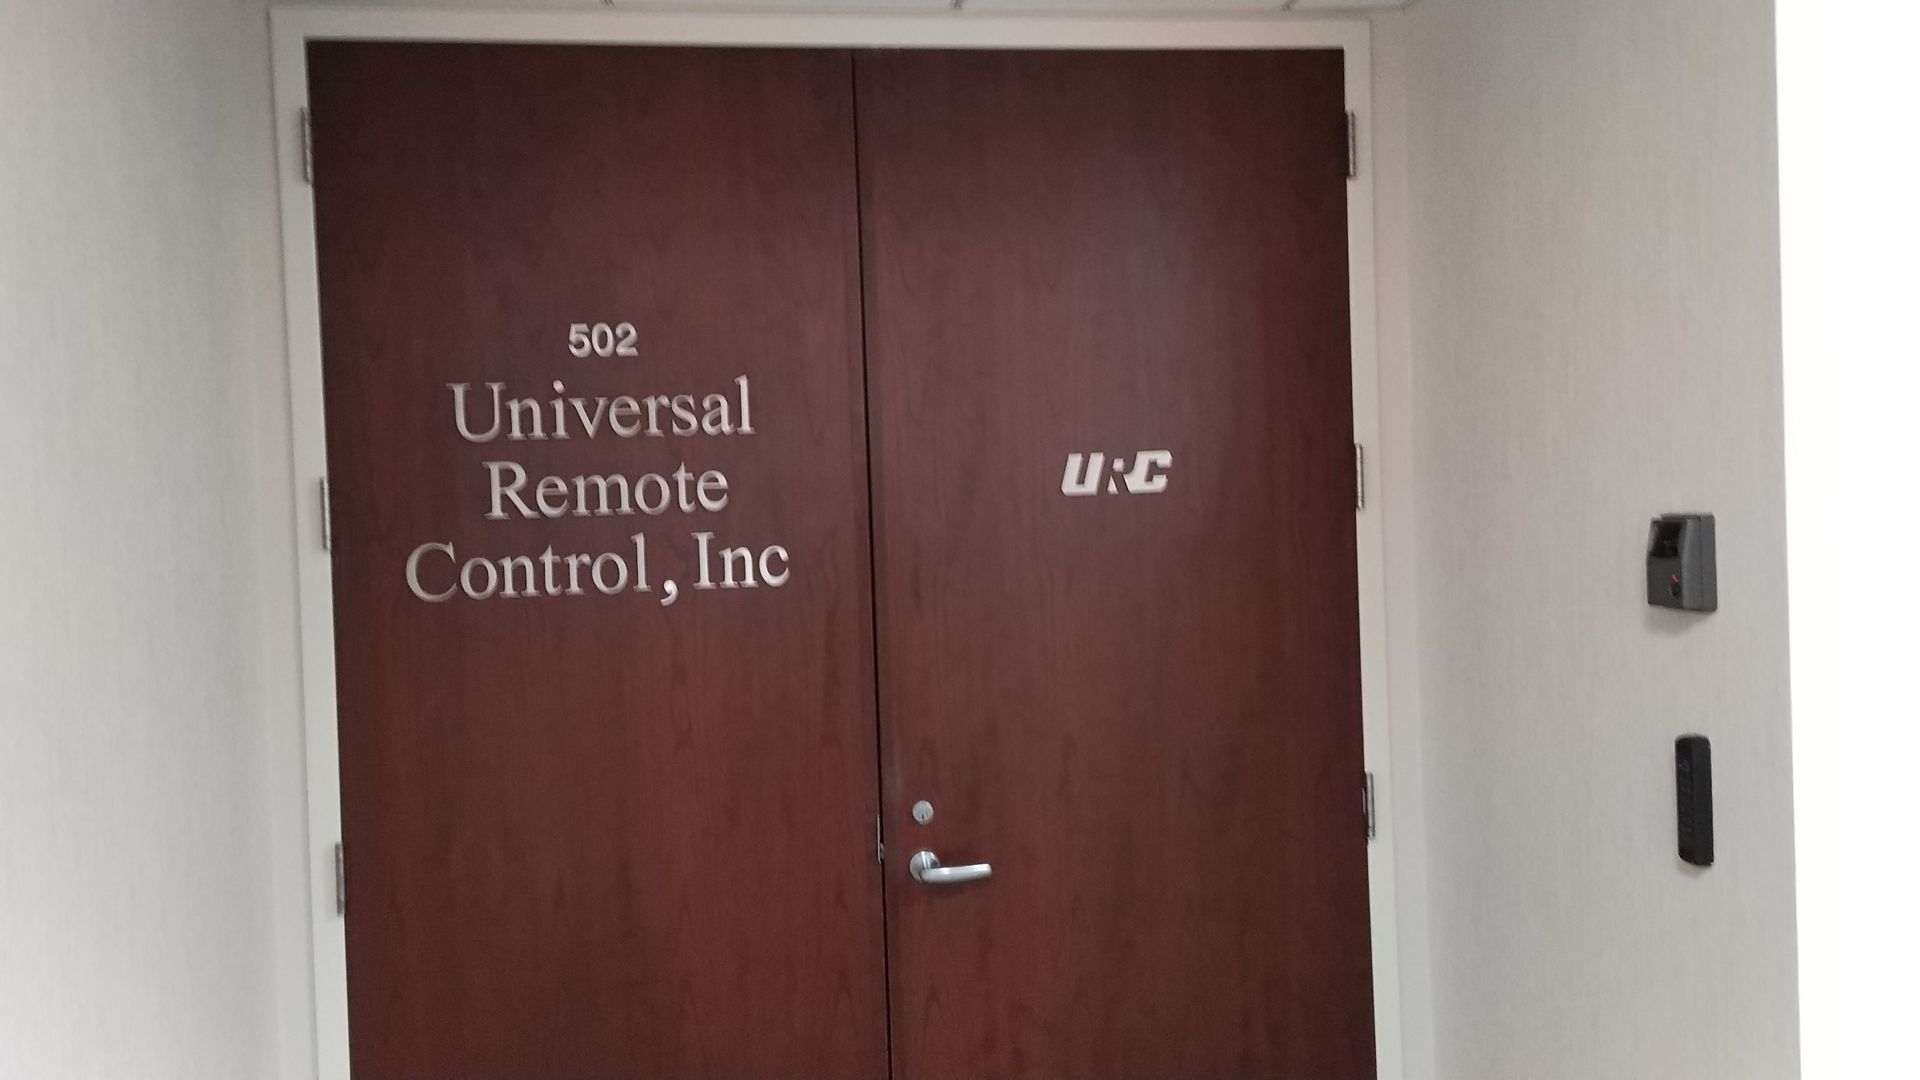 502
Universal
Remote
Control, Inc
URC